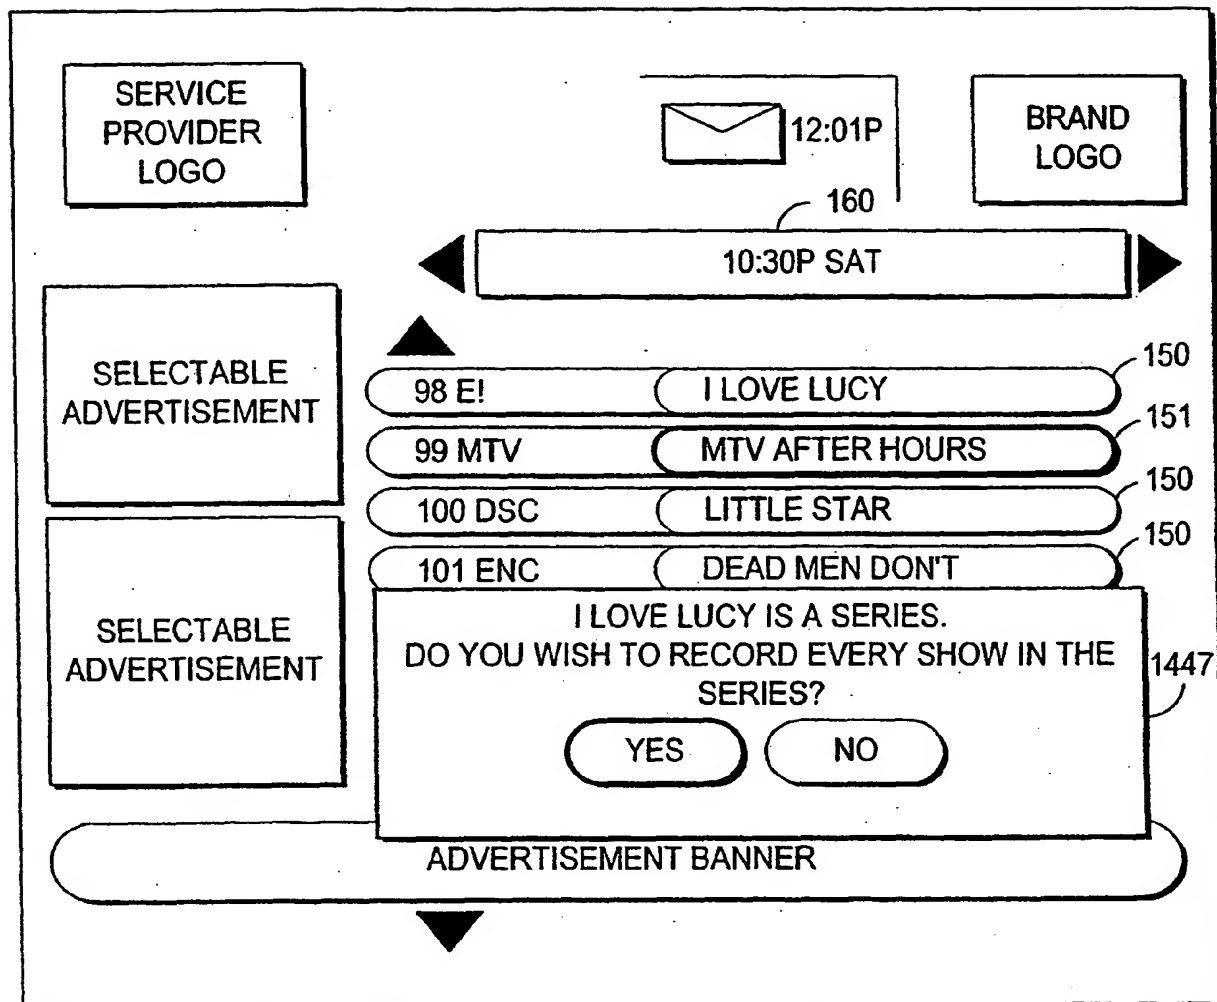 SERVICE
PROVIDER
LOGO
12:01P
BRAND
LOGO
160
10:30P SAT
SELECTABLE
ADVERTISEMENT
98 E! I LOVE LUCY 150
99 MTV MTV AFTER HOURS 151
100 DSC LITTLE STAR 150
101 ENC DEAD MEN DON'T 150
SELECTABLE
ADVERTISEMENT
I LOVE LUCY IS A SERIES.
DO YOU WISH TO RECORD EVERY SHOW IN THE
SERIES?
1447
YES NO
ADVERTISEMENT BANNER